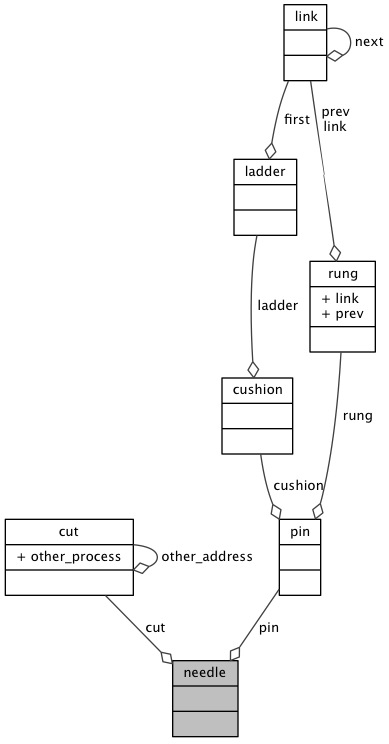 link
next
first
prev
link
ladder
rung
+ link
+ prev
ladder
cushion
rung
cushion
cut
+ other_process
other_address
pin
cut
pin
needle